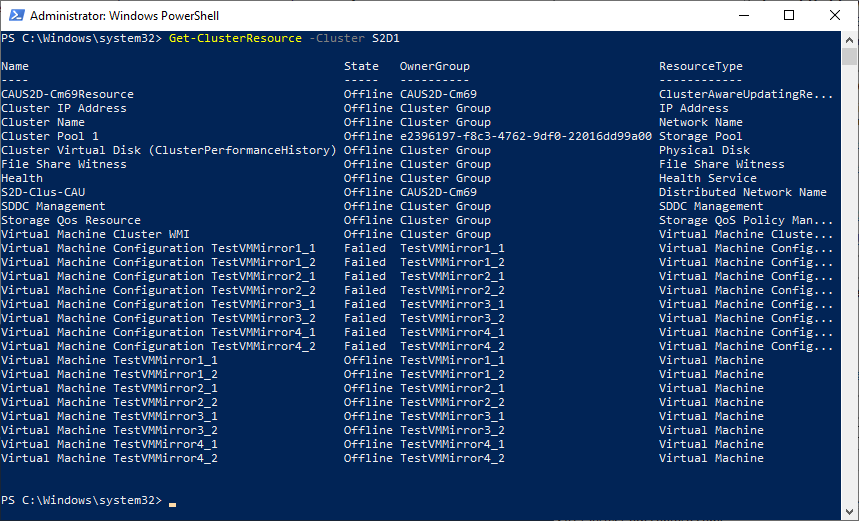 Administrator: Windows PowerShell
PS C:\Windows\system32> Get-ClusterResource -Cluster S2D1
Name State OwnerGroup ResourceType
---- ----- ---------- ------------
CAUS2D-Cm69Resource Offline CAUS2D-Cm69 ClusterAwareUpdatingRe...
Cluster IP Address Offline Cluster Group IP Address
Cluster Name Offline Cluster Group Network Name
Cluster Pool 1 Offline e2396197-f8c3-4762-9df0-22016dd99a00 Storage Pool
Cluster Virtual Disk (ClusterPerformanceHistory) Offline Cluster Group Physical Disk
File Share Witness Offline Cluster Group File Share Witness
Health Offline Cluster Group Health Service
S2D-Clus-CAU Offline CAUS2D-Cm69 Distributed Network Name
SDDC Management Offline Cluster Group SDDC Management
Storage Qos Resource Offline Cluster Group Storage QoS Policy Man...
Virtual Machine Cluster WMI Offline Cluster Group Virtual Machine Cluste...
Virtual Machine Configuration TestVMMirror1_1 Failed TestVMMirror1_1 Virtual Machine Config...
Virtual Machine Configuration TestVMMirror1_2 Failed TestVMMirror1_2 Virtual Machine Config...
Virtual Machine Configuration TestVMMirror2_1 Failed TestVMMirror2_1 Virtual Machine Config...
Virtual Machine Configuration TestVMMirror2_2 Failed TestVMMirror2_2 Virtual Machine Config...
Virtual Machine Configuration TestVMMirror3_1 Failed TestVMMirror3_1 Virtual Machine Config...
Virtual Machine Configuration TestVMMirror3_2 Failed TestVMMirror3_2 Virtual Machine Config...
Virtual Machine Configuration TestVMMirror4_1 Failed TestVMMirror4_1 Virtual Machine Config...
Virtual Machine Configuration TestVMMirror4_2 Failed TestVMMirror4_2 Virtual Machine Config...
Virtual Machine TestVMMirror1_1 Offline TestVMMirror1_1 Virtual Machine
Virtual Machine TestVMMirror1_2 Offline TestVMMirror1_2 Virtual Machine
Virtual Machine TestVMMirror2_1 Offline TestVMMirror2_1 Virtual Machine
Virtual Machine TestVMMirror2_2 Offline TestVMMirror2_2 Virtual Machine
Virtual Machine TestVMMirror3_1 Offline TestVMMirror3_1 Virtual Machine
Virtual Machine TestVMMirror3_2 Offline TestVMMirror3_2 Virtual Machine
Virtual Machine TestVMMirror4_1 Offline TestVMMirror4_1 Virtual Machine
Virtual Machine TestVMMirror4_2 Offline TestVMMirror4_2 Virtual Machine
PS C:\Windows\system32>